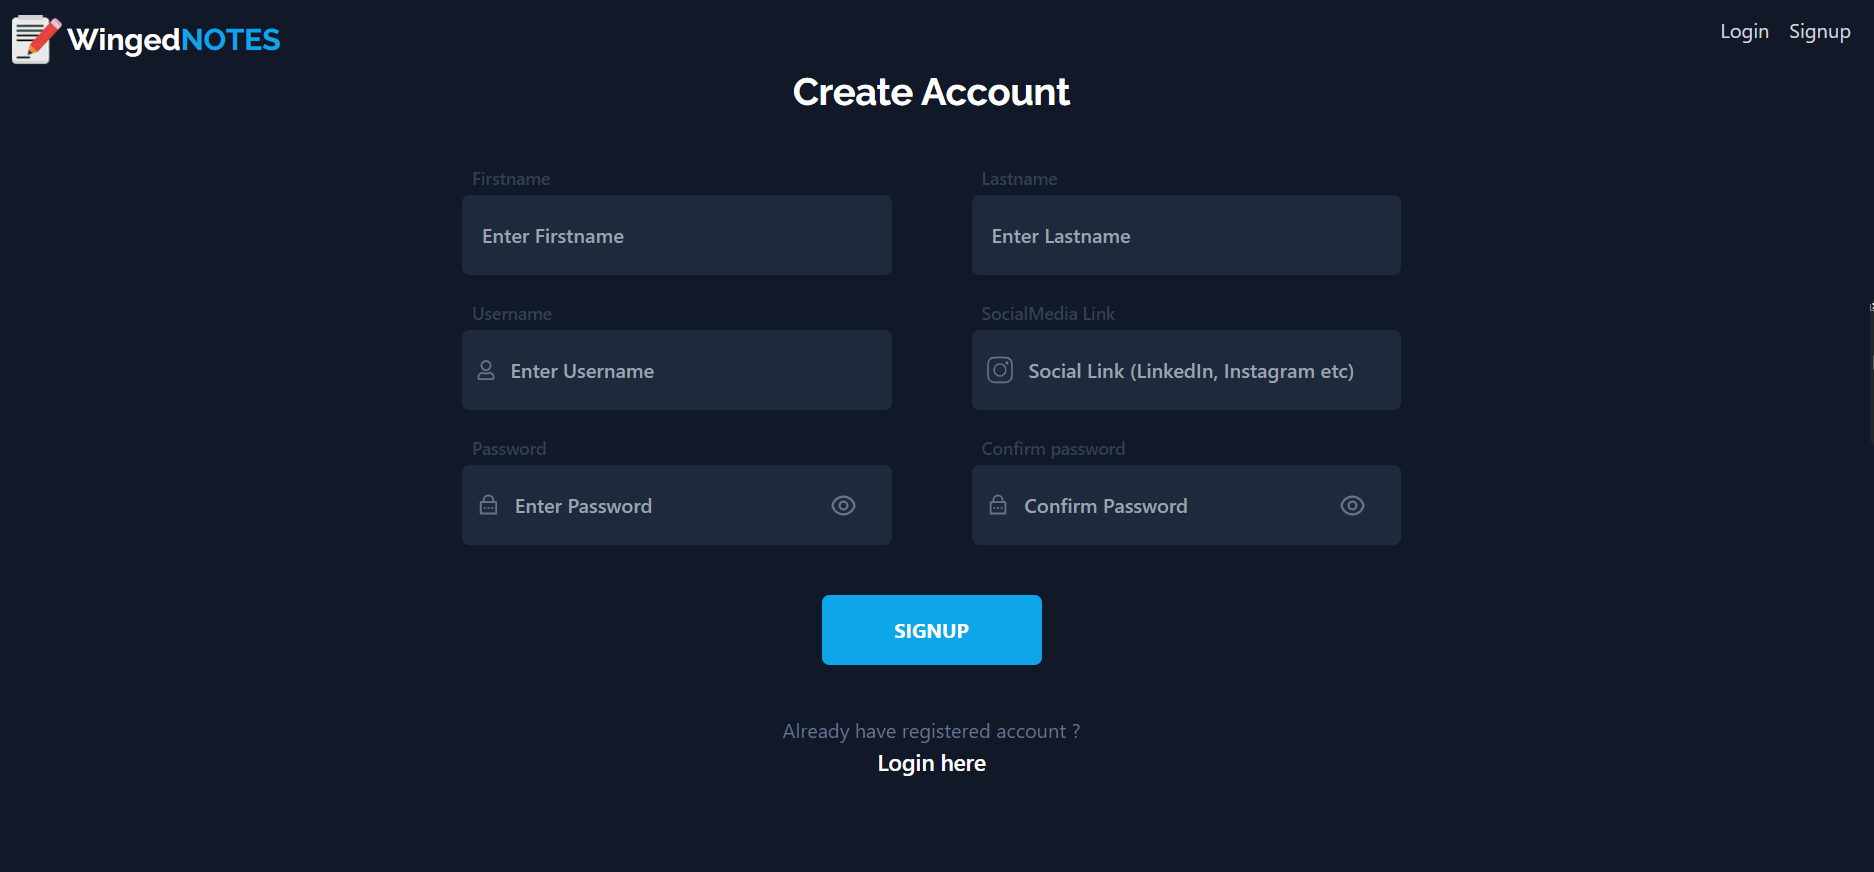 WingedNOTES
Login Signup
Create Account
Firstname Lastname
Enter Firstname Enter Lastname
Username SocialMedia Link
Enter Username Social Link (LinkedIn, Instagram etc)
Password Confirm password
Enter Password Confirm Password
SIGNUP
Already have registered account ?
Login here